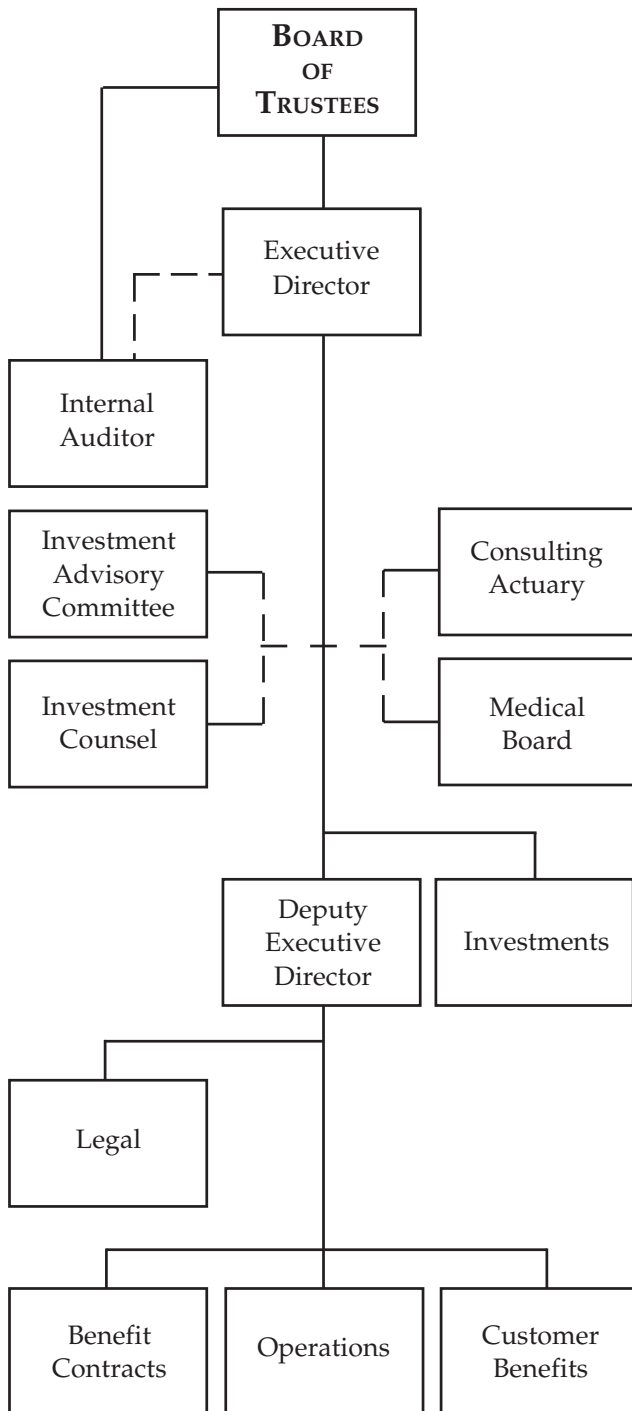 BOARD
OF
TRUSTEES
Executive
Director
Internal
Auditor
Investment
Advisory
Committee
Consulting
Actuary
Investment
Counsel
Medical
Board
Deputy
Executive
Director
Investments
Legal
Benefit
Contracts
Operations
Customer
Benefits